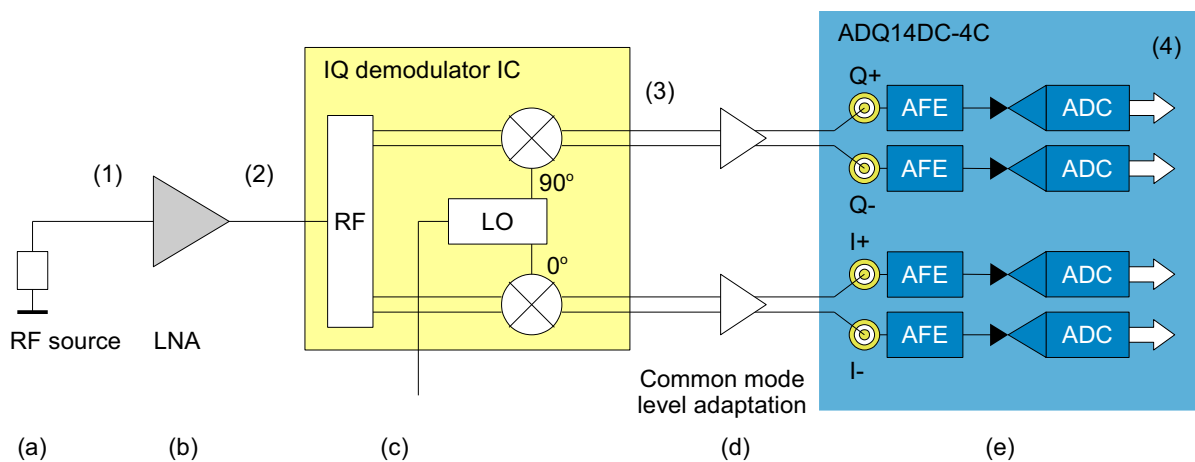 ADQ14DC-4C
(4)
IQ demodulator IC
(3)
Q+
AFE
ADC
AFE
ADC
Q-
90°
(1)
(2)
RF
LO
I+
AFE
ADC
0°
AFE
ADC
I-
RF source
LNA
Common mode
level adaptation
(a)
(b)
(c)
(d)
(e)